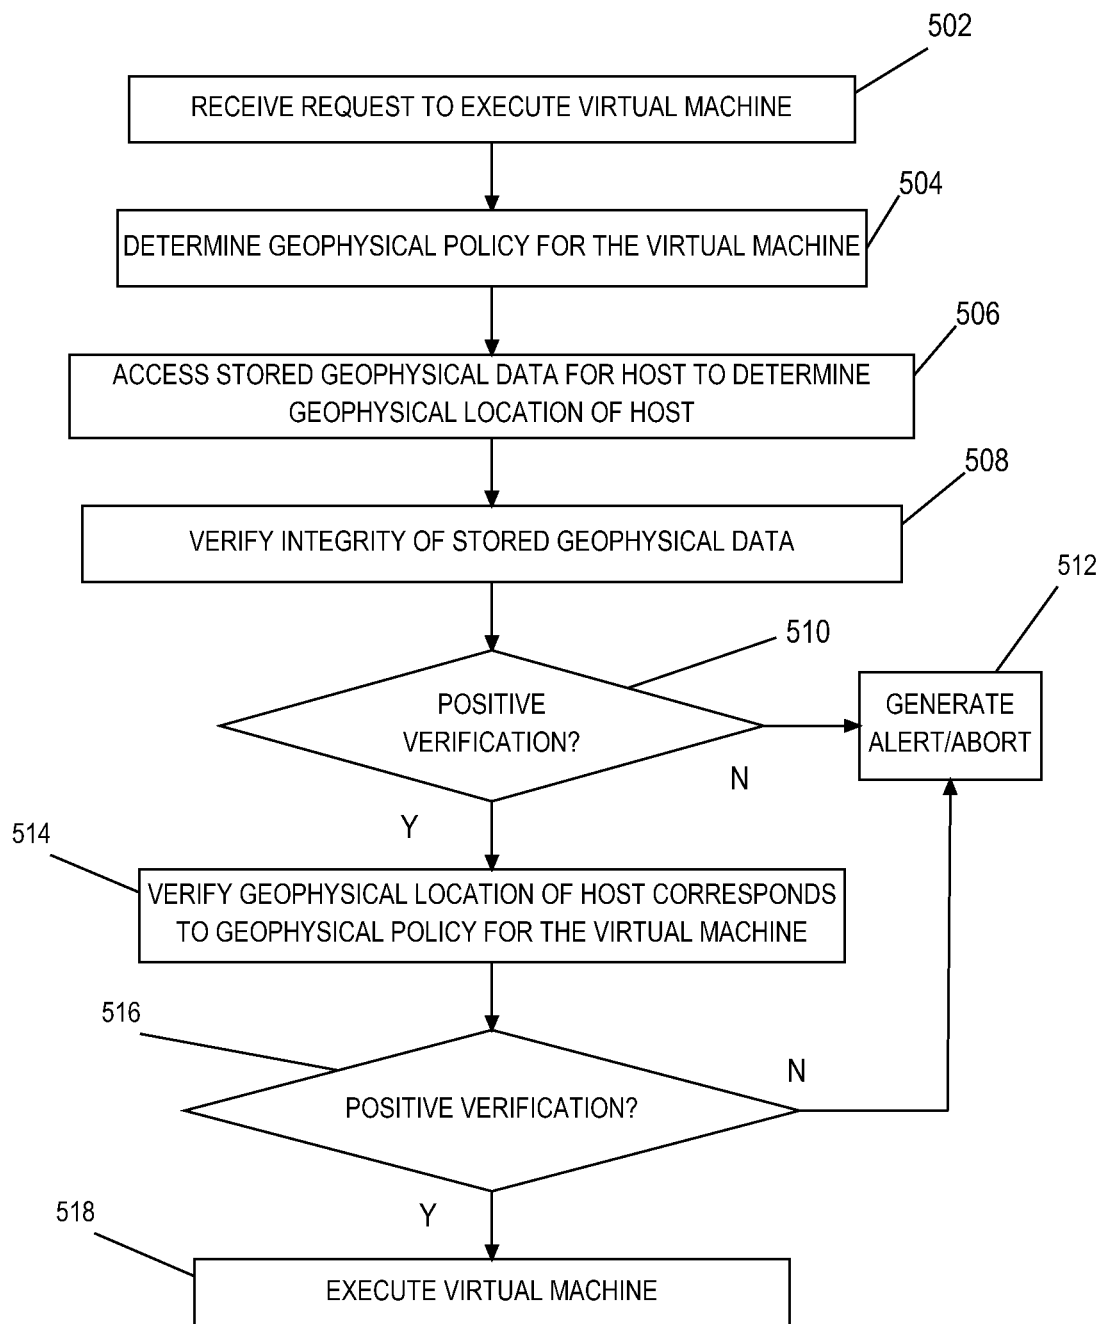 502
RECEIVE REQUEST TO EXECUTE VIRTUAL MACHINE
504
DETERMINE GEOPHYSICAL POLICY FOR THE VIRTUAL MACHINE
506
ACCESS STORED GEOPHYSICAL DATA FOR HOST TO DETERMINE
GEOPHYSICAL LOCATION OF HOST
508
VERIFY INTEGRITY OF STORED GEOPHYSICAL DATA
512
510
POSITIVE
VERIFICATION?
GENERATE
ALERT/ABORT
N
Y
514
VERIFY GEOPHYSICAL LOCATION OF HOST CORRESPONDS
TO GEOPHYSICAL POLICY FOR THE VIRTUAL MACHINE
516
N
POSITIVE VERIFICATION?
Y
518
EXECUTE VIRTUAL MACHINE